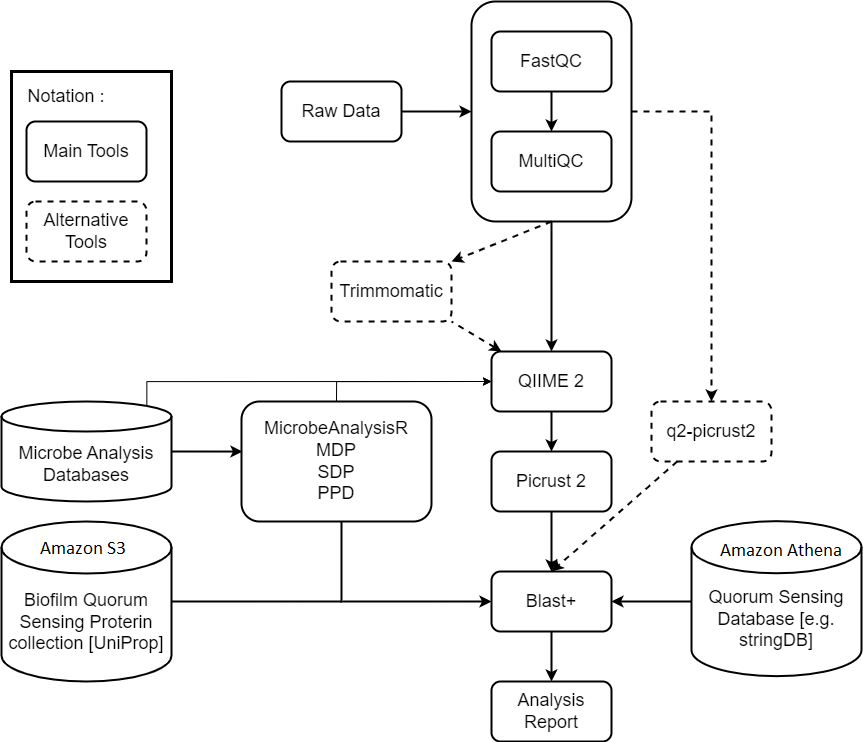 Notation :
Main Tools
Alternative
Tools
Raw Data
FastQC
MultiQC
Trimmomatic
QIIME 2
q2-picrust2
Microbe Analysis
Databases
MicrobeAnalysisR
MDP
SDP
PPD
Picrust 2
Amazon S3
Biofilm Quorum
Sensing Proterin
collection [UniProp]
Blast+
Amazon Athena
Quorum Sensing
Database [e.g.
stringDB]
Analysis
Report